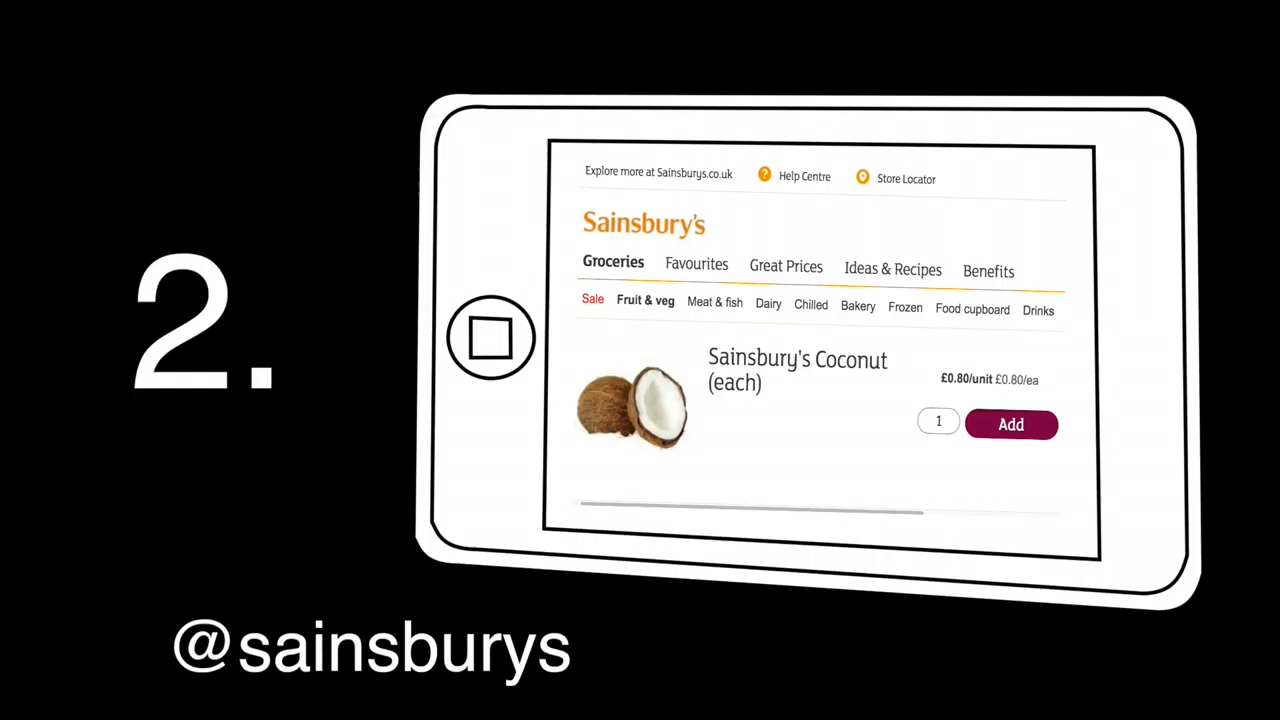 2.
Explore more at Sainsburys.co.uk ? Help Centre Store Locator
Sainsbury's
Groceries Favourites Great Prices Ideas & Recipes Benefits
Sale Fruit & veg Meat & fish Dairy Chilled Bakery Frozen Food cupboard Drinks
Sainsbury's Coconut
(each)
£0.80/unit £0.80/ea
1 Add
@sainsburys